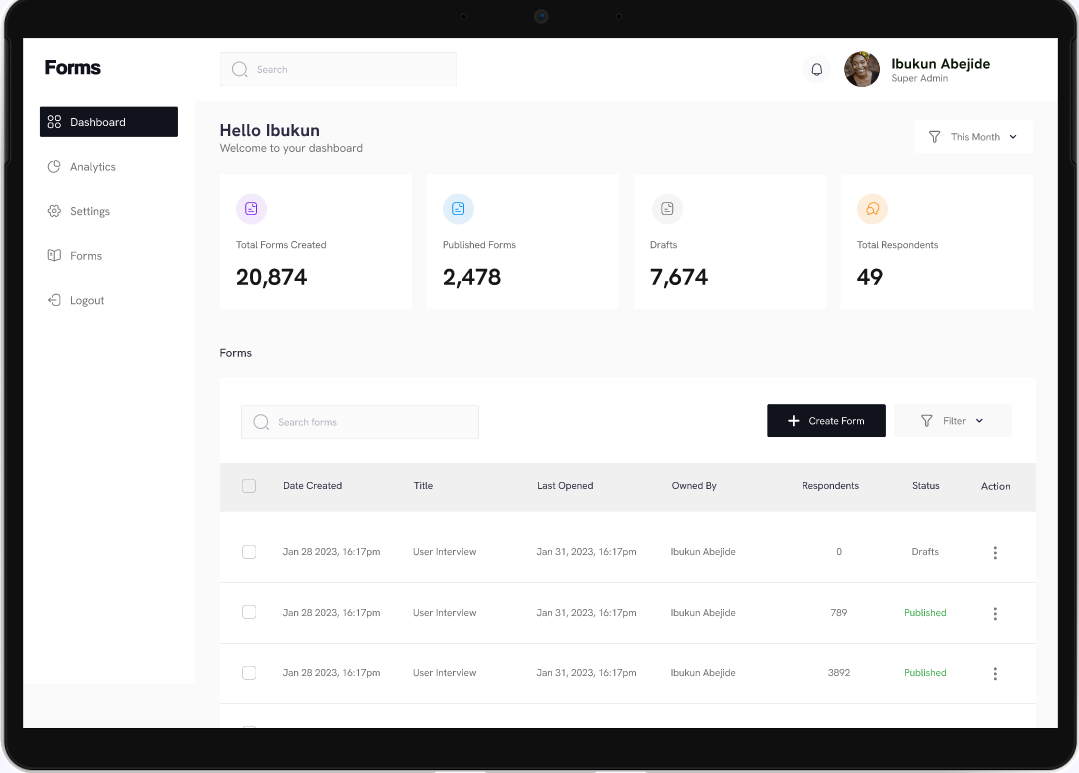 Forms
Search
Ibukun Abejide
Super Admin
Dashboard
Analytics
Settings
Forms
Logout
Hello Ibukun
Welcome to your dashboard
This Month
Total Forms Created
20,874
Published Forms
2,478
Drafts
7,674
Total Respondents
49
Forms
Search forms
Create Form
Filter
Date Created Title Last Opened Owned By Respondents Status Action
Jan 28 2023, 16:17pm User Interview Jan 31, 2023, 16:17pm Ibukun Abejide 0 Drafts
Jan 28 2023, 16:17pm User Interview Jan 31, 2023, 16:17pm Ibukun Abejide 789 Published
Jan 28 2023, 16:17pm User Interview Jan 31, 2023, 16:17pm Ibukun Abejide 3892 Published